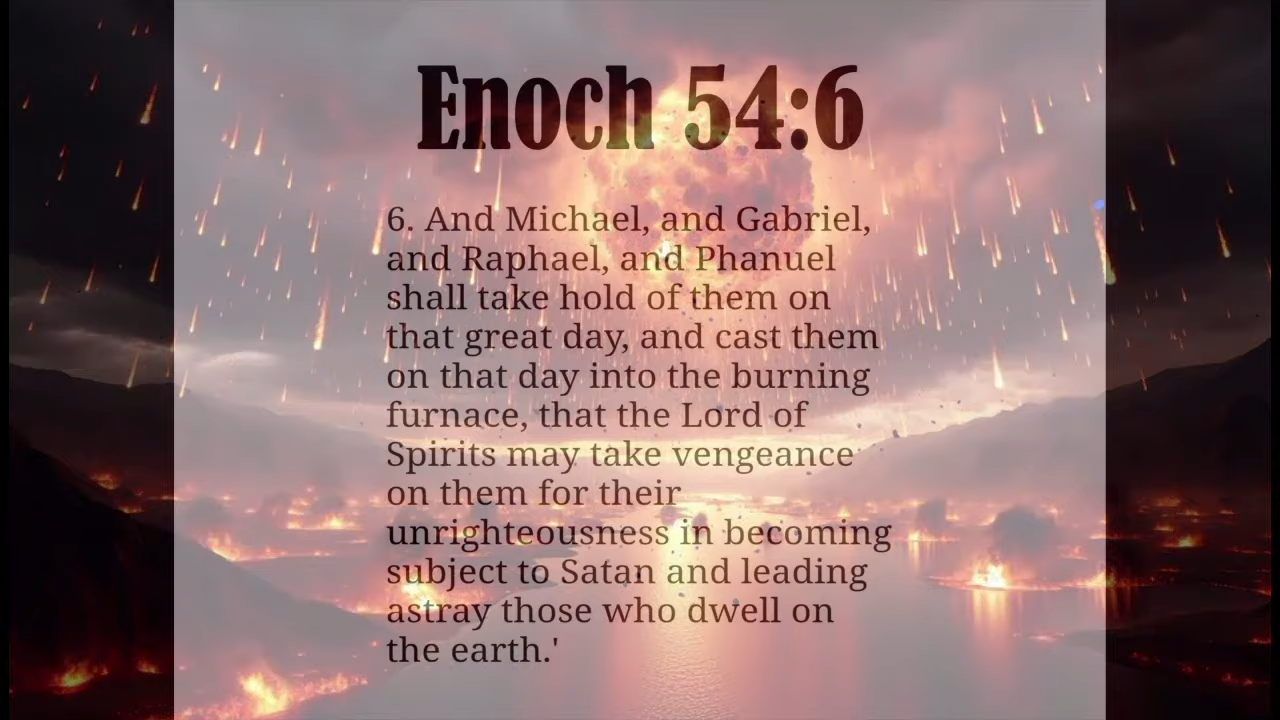 Enoch 54:6
6. And Michael, and Gabriel,
and Raphael, and Phanuel
shall take hold of them on
that great day, and cast them
on that day into the burning
furnace, that the Lord of
Spirits may take vengeance
on them for their
unrighteousness in becoming
subject to Satan and leading
astray those who dwell on
the earth.'